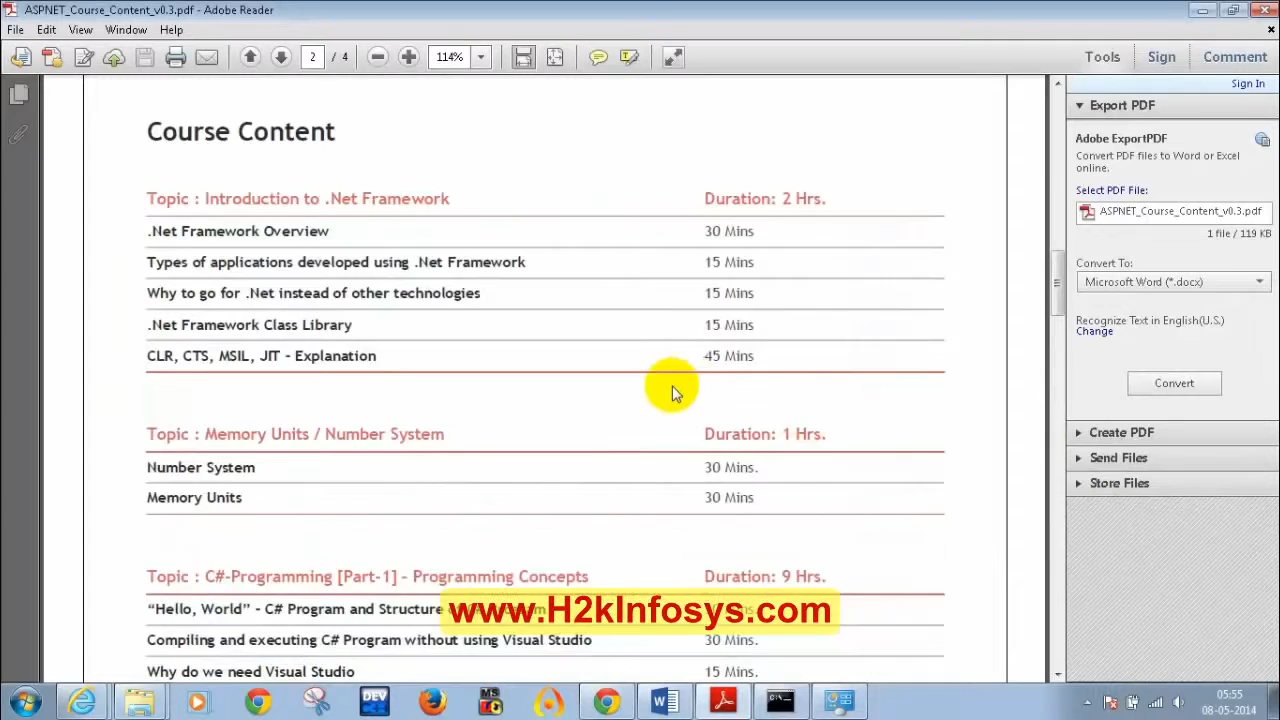 ASPNET_Course_Content_v0.3.pdf - Adobe Reader
File Edit View Window Help
2 / 4 114% Tools Sign Comment
Sign In
Export PDF
Adobe ExportPDF
Convert PDF files to Word or Excel
online.
Select PDF File:
ASPNET_Course_Content_v0.3.pdf
1 file / 119 KB
Convert To:
Microsoft Word (*.docx)
Recognize Text in English(U.S.)
Change
Convert
Create PDF
Send Files
Store Files
Course Content
Topic : Introduction to .Net Framework Duration: 2 Hrs.
.Net Framework Overview 30 Mins
Types of applications developed using .Net Framework 15 Mins
Why to go for .Net instead of other technologies 15 Mins
.Net Framework Class Library 15 Mins
CLR, CTS, MSIL, JIT - Explanation 45 Mins
Topic : Memory Units / Number System Duration: 1 Hrs.
Number System 30 Mins.
Memory Units 30 Mins
Topic : C#-Programming [Part-1] - Programming Concepts Duration: 9 Hrs.
“Hello, World” - C# Program and Structure
www.H2kInfosys.com
Compiling and executing C# Program without using Visual Studio 30 Mins.
Why do we need Visual Studio 15 Mins.
DEV
MS
05:55
08-05-2014